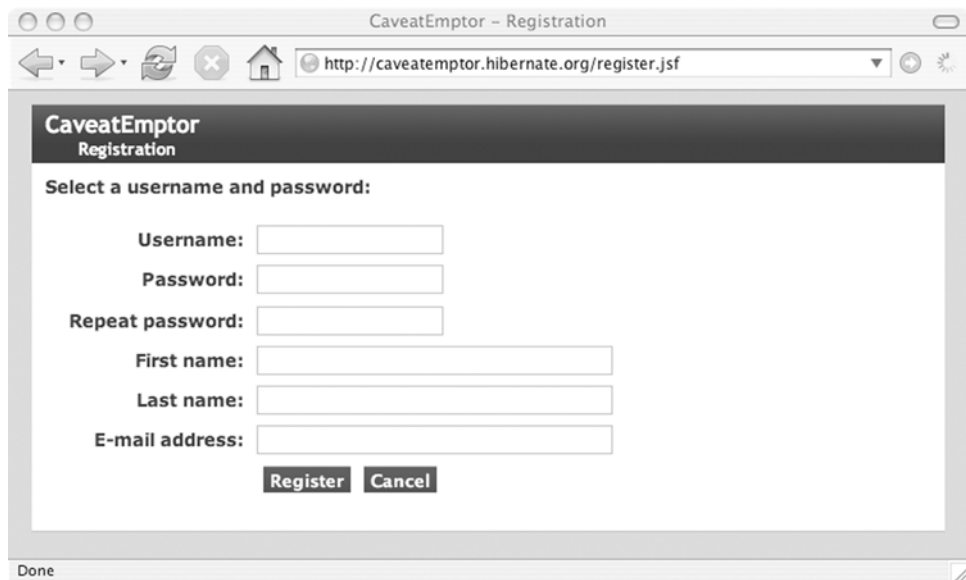 CaveatEmptor – Registration
http://caveatemptor.hibernate.org/register.jsf
CaveatEmptor
Registration
Select a username and password:
Username:
Password:
Repeat password:
First name:
Last name:
E-mail address:
Register Cancel
Done